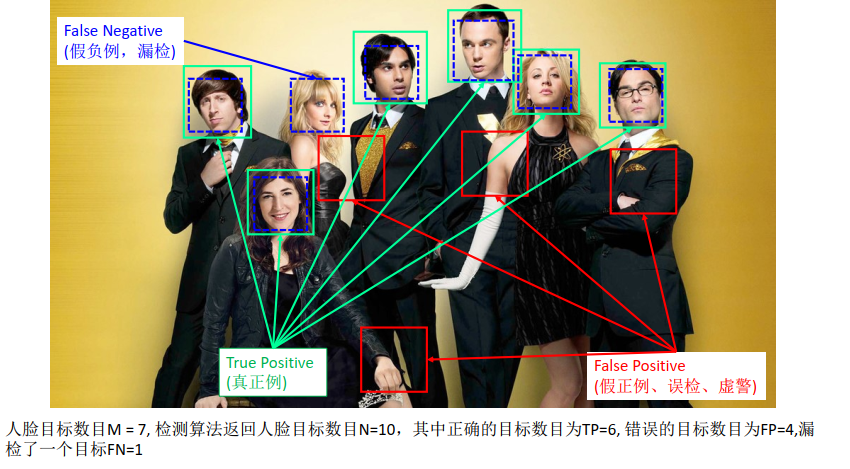 False Negative
(假负例，漏检)
True Positive
(真正例)
False Positive
(假正例、误检、虚警)
人脸目标数目M = 7, 检测算法返回人脸目标数目N=10，其中正确的目标数目为TP=6, 错误的目标数目为FP=4,漏
检了一个目标FN=1